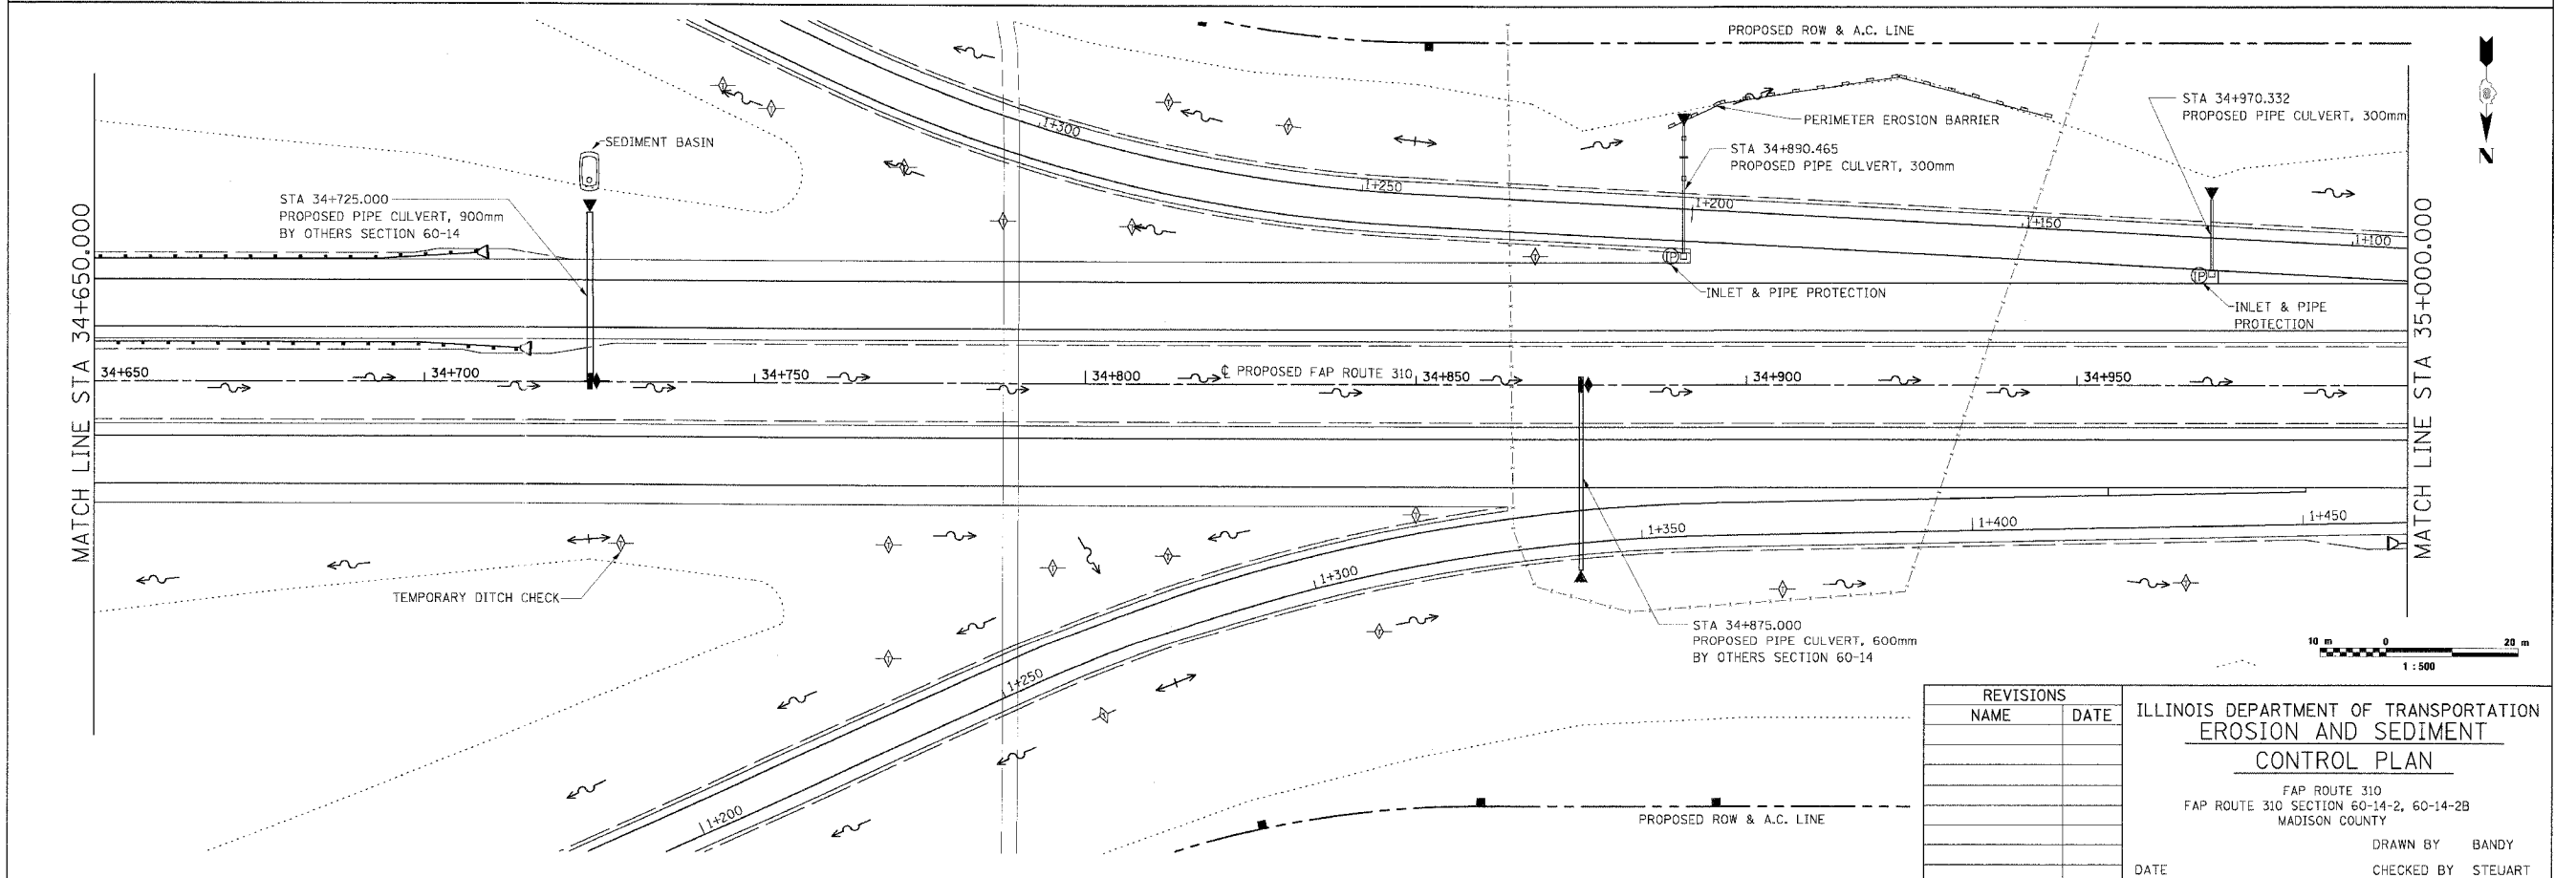 PROPOSED ROW & A.C. LINE
N
STA 34+970.332
PROPOSED PIPE CULVERT, 300mm
PERIMETER EROSION BARRIER
STA 34+890.465
PROPOSED PIPE CULVERT, 300mm
SEDIMENT BASIN
STA 34+725.000
PROPOSED PIPE CULVERT, 900mm
BY OTHERS SECTION 60-14
1+300
1+250
1+200
1+150
1+100
IP
INLET & PIPE PROTECTION
IP
INLET & PIPE
PROTECTION
MATCH LINE STA 34+650.000
MATCH LINE STA 35+000.000
34+650
34+700
34+750
34+800
℄ PROPOSED FAP ROUTE 310
34+850
34+900
34+950
1+450
1+400
1+350
1+300
1+250
1+200
TEMPORARY DITCH CHECK
STA 34+875.000
PROPOSED PIPE CULVERT, 600mm
BY OTHERS SECTION 60-14
10 m 0 20 m
1 : 500
PROPOSED ROW & A.C. LINE
REVISIONS
NAME DATE
ILLINOIS DEPARTMENT OF TRANSPORTATION
EROSION AND SEDIMENT
CONTROL PLAN
FAP ROUTE 310
FAP ROUTE 310 SECTION 60-14-2, 60-14-2B
MADISON COUNTY
DRAWN BY BANDY
DATE CHECKED BY STEUART